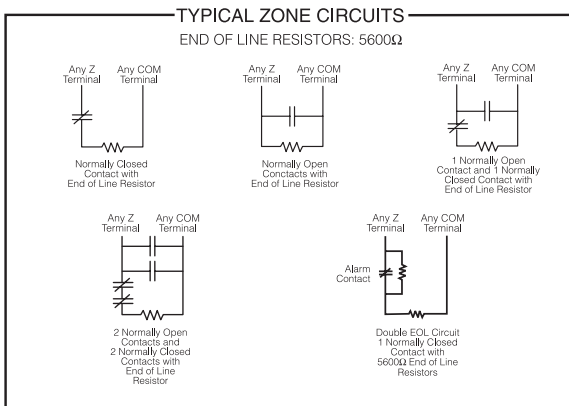 TYPICAL ZONE CIRCUITS
END OF LINE RESISTORS: 5600Ω
Any Z Terminal
Any COM Terminal
Normally Closed
Contact with
End of Line Resistor
Any Z Terminal
Any COM Terminal
Normally Open
Conctacts with
End of Line Resistor
Any Z Terminal
Any COM Terminal
1 Normally Open
Contact and 1 Normally
Closed Contact with
End of Line Resistor
Any Z Terminal
Any COM Terminal
2 Normally Open
Contacts and
2 Normally Closed
Contacts with
End of Line
Resistor
Any Z Terminal
Any COM Terminal
Alarm
Contact
Double EOL Circuit
1 Normally Closed
Contact with
5600Ω End of Line
Resistors